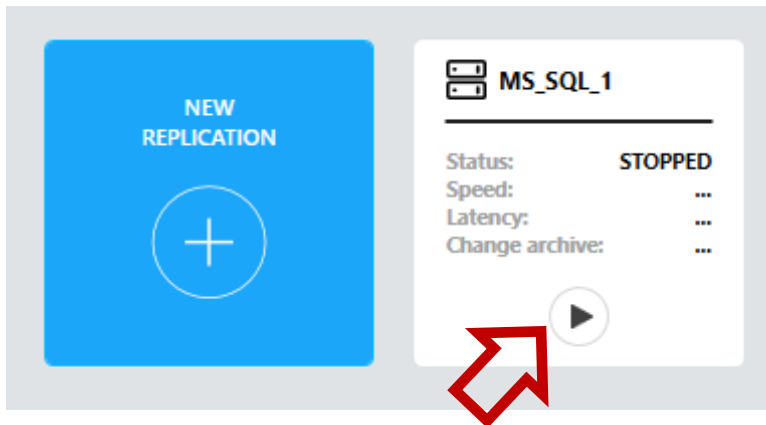 NEW
REPLICATION
MS_SQL_1
Status: STOPPED
Speed: ...
Latency: ...
Change archive: ...